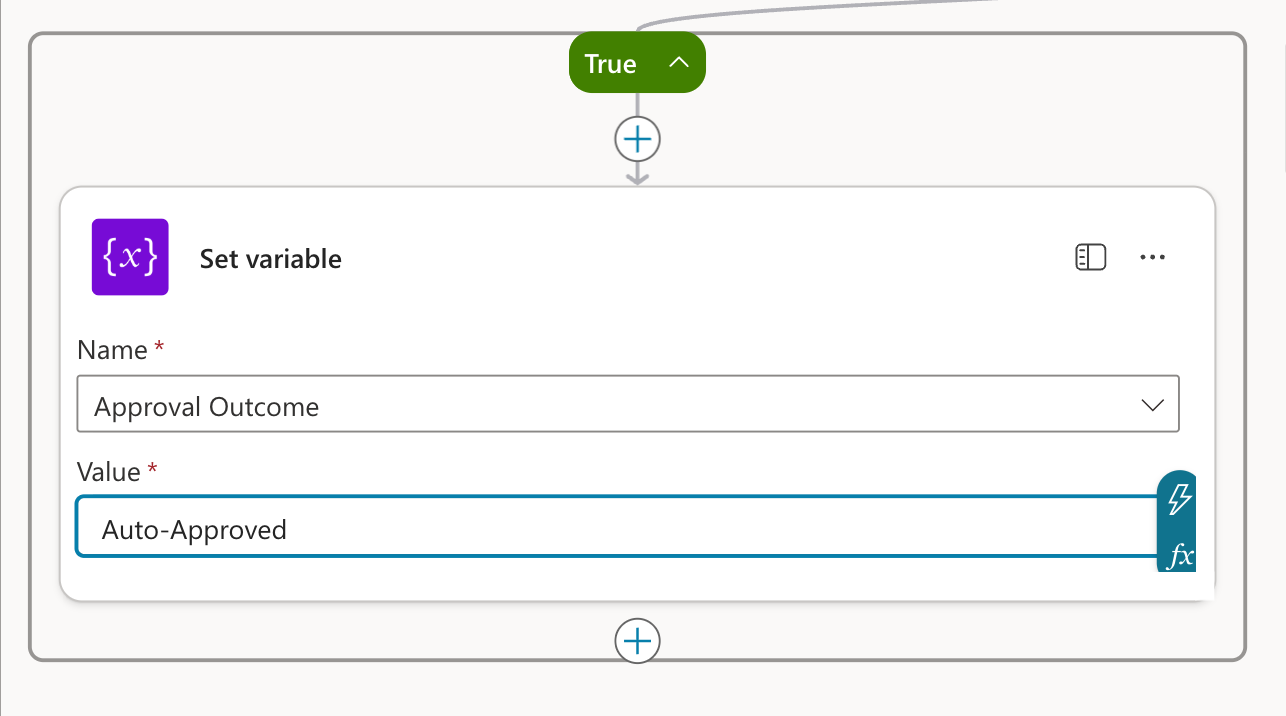 True
{x}
Set variable
Name *
Approval Outcome
Value *
Auto-Approved
fx